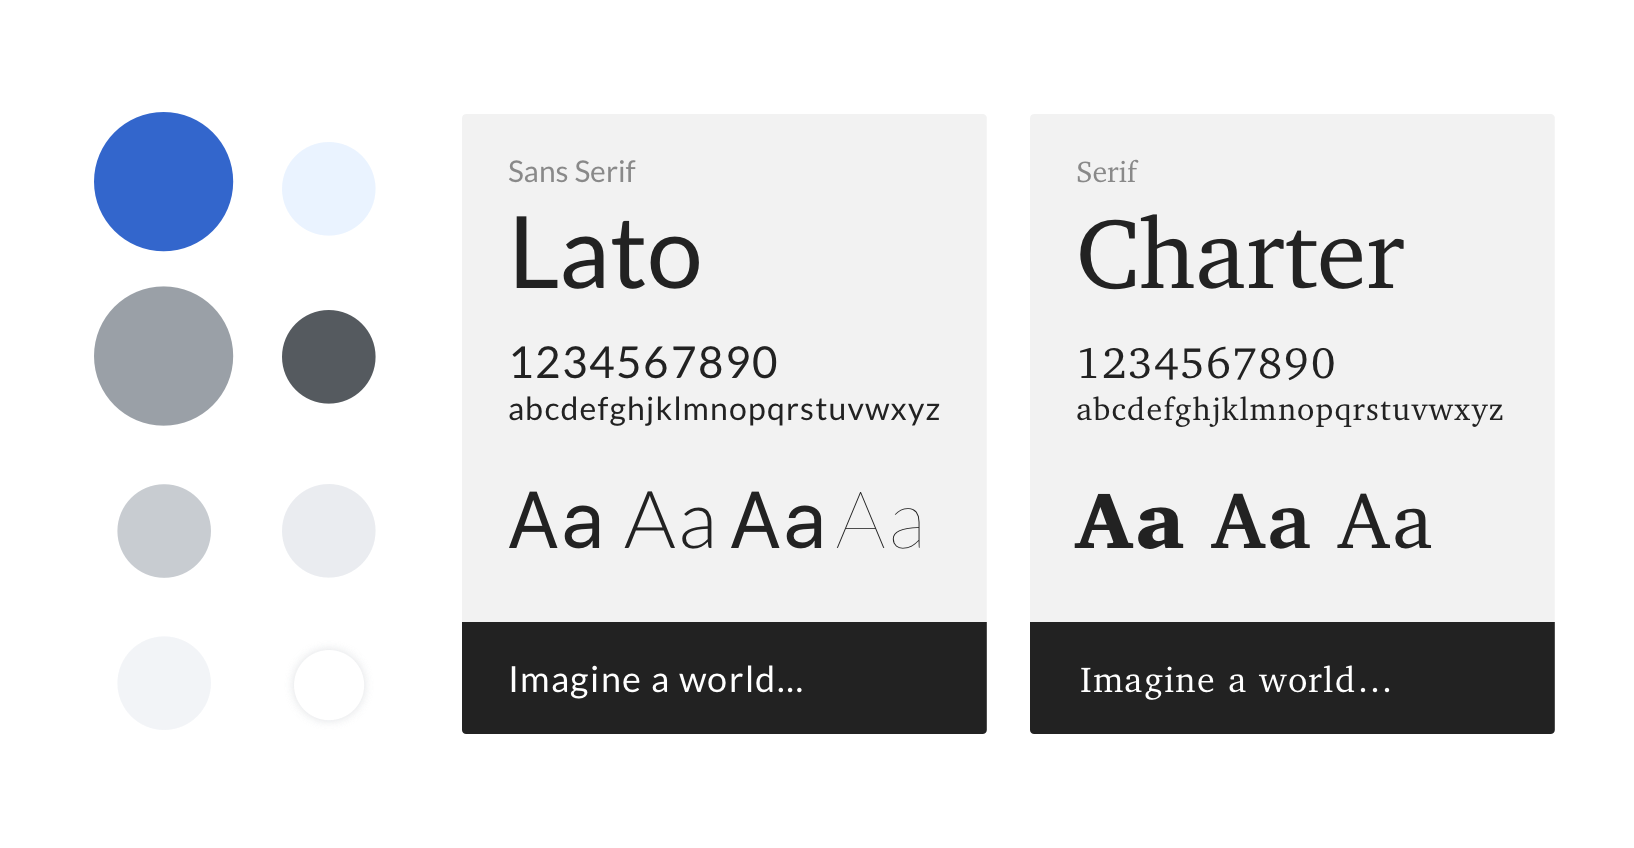 Sans Serif
Lato
1234567890
abcdefghjklmnopqrstuvwxyz
Aa Aa Aa Aa
Imagine a world...
Serif
Charter
1234567890
abcdefghjklmnopqrstuvwxyz
Aa Aa Aa
Imagine a world...